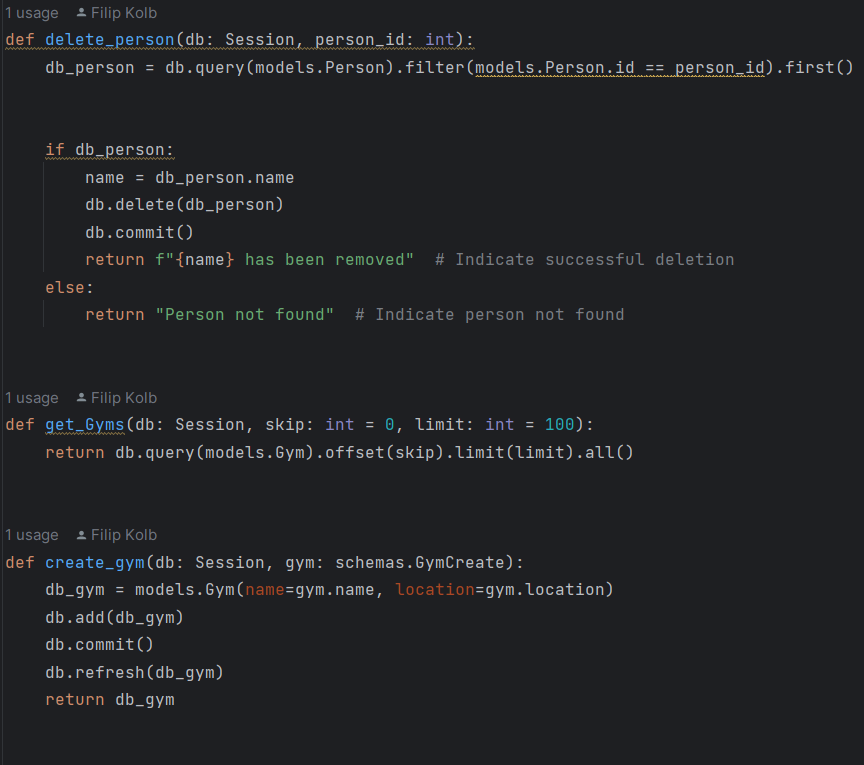 1 usage Filip Kolb
def delete_person(db: Session, person_id: int):
    db_person = db.query(models.Person).filter(models.Person.id == person_id).first()
    if db_person:
        name = db_person.name
        db.delete(db_person)
        db.commit()
        return f"{name} has been removed"  # Indicate successful deletion
    else:
        return "Person not found"  # Indicate person not found
1 usage Filip Kolb
def get_Gyms(db: Session, skip: int = 0, limit: int = 100):
    return db.query(models.Gym).offset(skip).limit(limit).all()
1 usage Filip Kolb
def create_gym(db: Session, gym: schemas.GymCreate):
    db_gym = models.Gym(name=gym.name, location=gym.location)
    db.add(db_gym)
    db.commit()
    db.refresh(db_gym)
    return db_gym